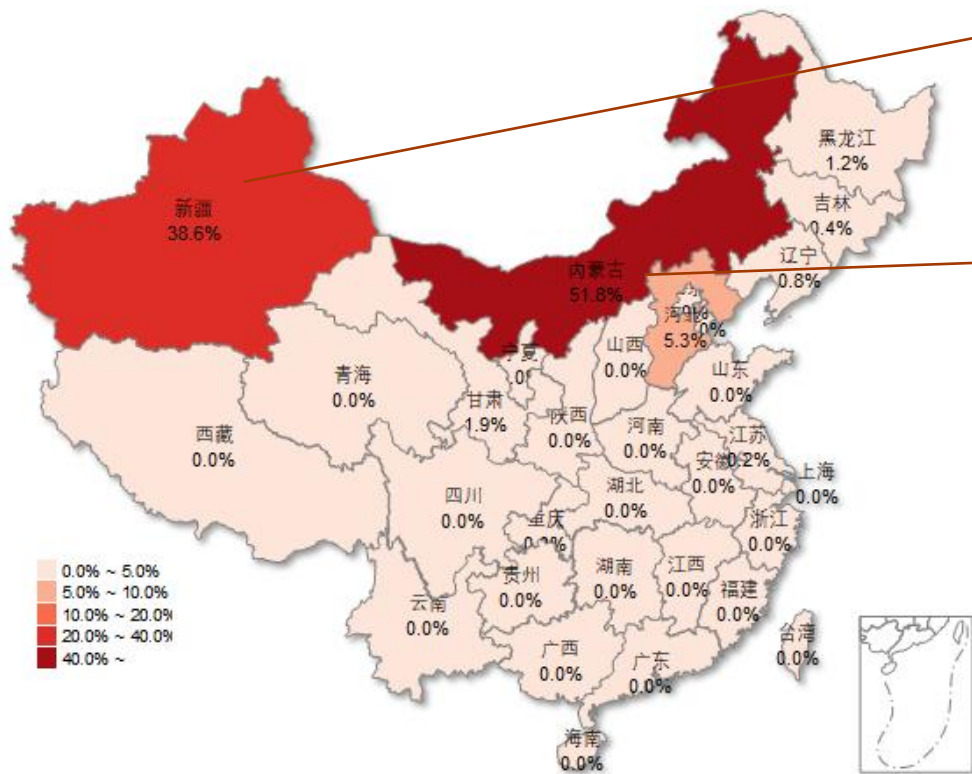 黑龙江
1.2%
吉林
0.4%
辽宁
0.8%
新疆
38.6%
内蒙古
51.8%
河北
5.3%
山西
0.0%
宁夏
山东
0.0%
青海
0.0%
甘肃
1.9%
陕西
0.0%
河南
0.0%
江苏
0.2%
西藏
0.0%
安徽
0.0%
上海
0.0%
四川
0.0%
湖北
0.0%
浙江
0.0%
重庆
贵州
0.0%
湖南
0.0%
江西
0.0%
福建
0.0%
云南
0.0%
广西
0.0%
广东
0.0%
台湾
0.0%
海南
0.0%
0.0% ~ 5.0%
5.0% ~ 10.0%
10.0% ~ 20.0%
20.0% ~ 40.0%
40.0% ~